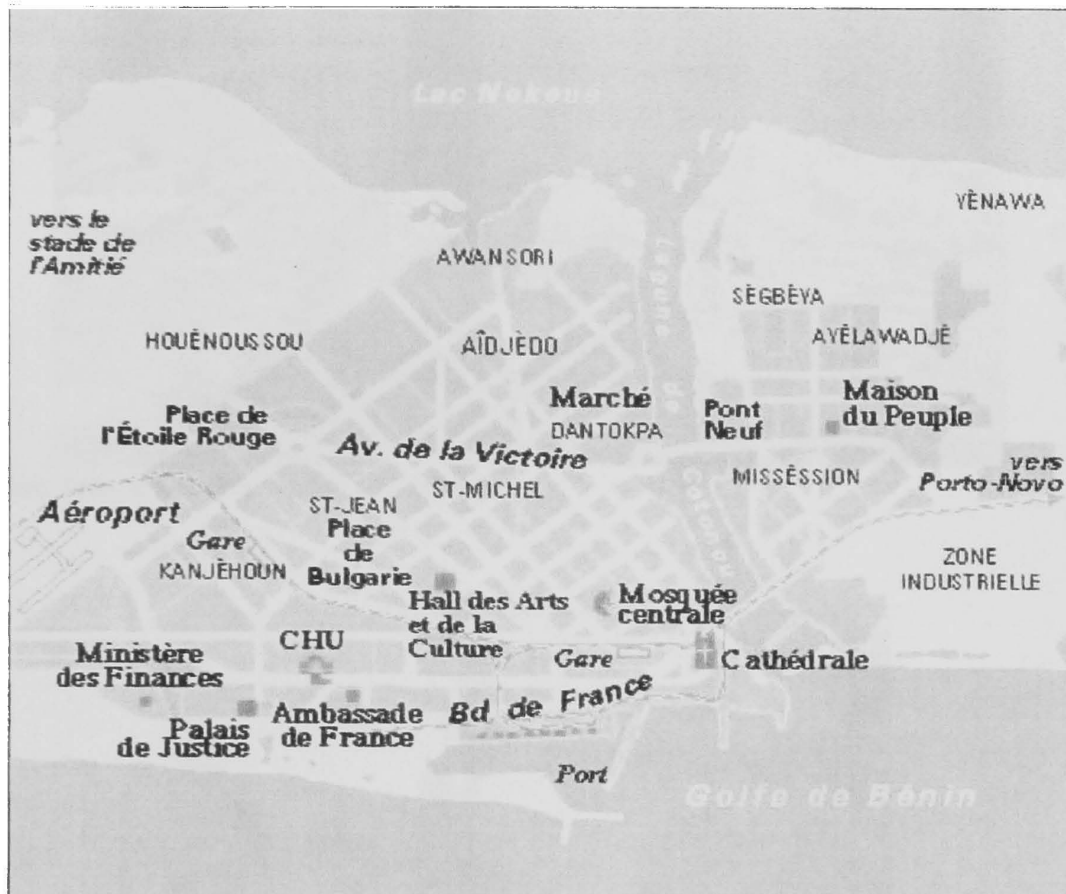 Lac Nokoué
vers le
stade de
l'Amitié
YÈNAWA
AWANSORI
SÈGBÈYA
HOUÈNOUSSOU
AÎDJÈDO
AYÈLAWADJÈ
Place de
l'Étoile Rouge
Marché
DANTOKPA
Pont
Neuf
Maison
du Peuple
Av. de la Victoire
MISSÈSSION
vers
Porto-Novo
ST-MICHEL
ST-JEAN
Aéroport
Gare
KANJÈHOUN
Place
de
Bulgarie
ZONE
INDUSTRIELLE
Hall des Arts
et de la
Culture
Mosquée
centrale
CHU
Ministère
des Finances
Gare
Cathédrale
Palais
de Justice
Ambassade
de France
Bd de France
Port
Golfe de Bénin